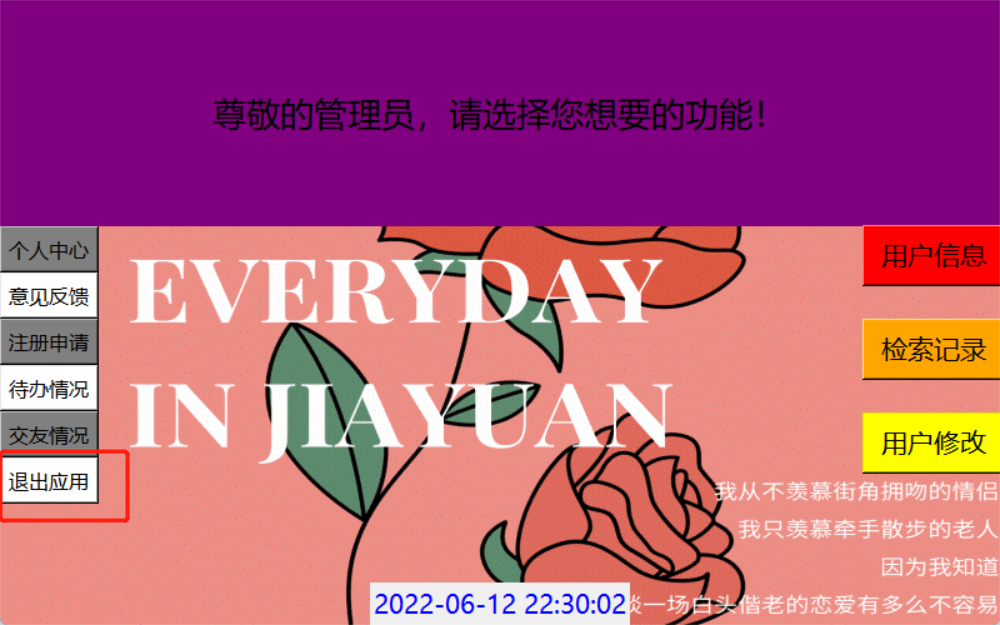 尊敬的管理员，请选择您想要的功能！
个人中心
意见反馈
注册申请
待办情况
交友情况
退出应用
EVERYDAY
IN JIAYUAN
用户信息
检索记录
用户修改
我从不羡慕街角拥吻的情侣
我只羡慕牵手散步的老人
因为我知道
一场白头偕老的恋爱有多么不容易
2022-06-12 22:30:02